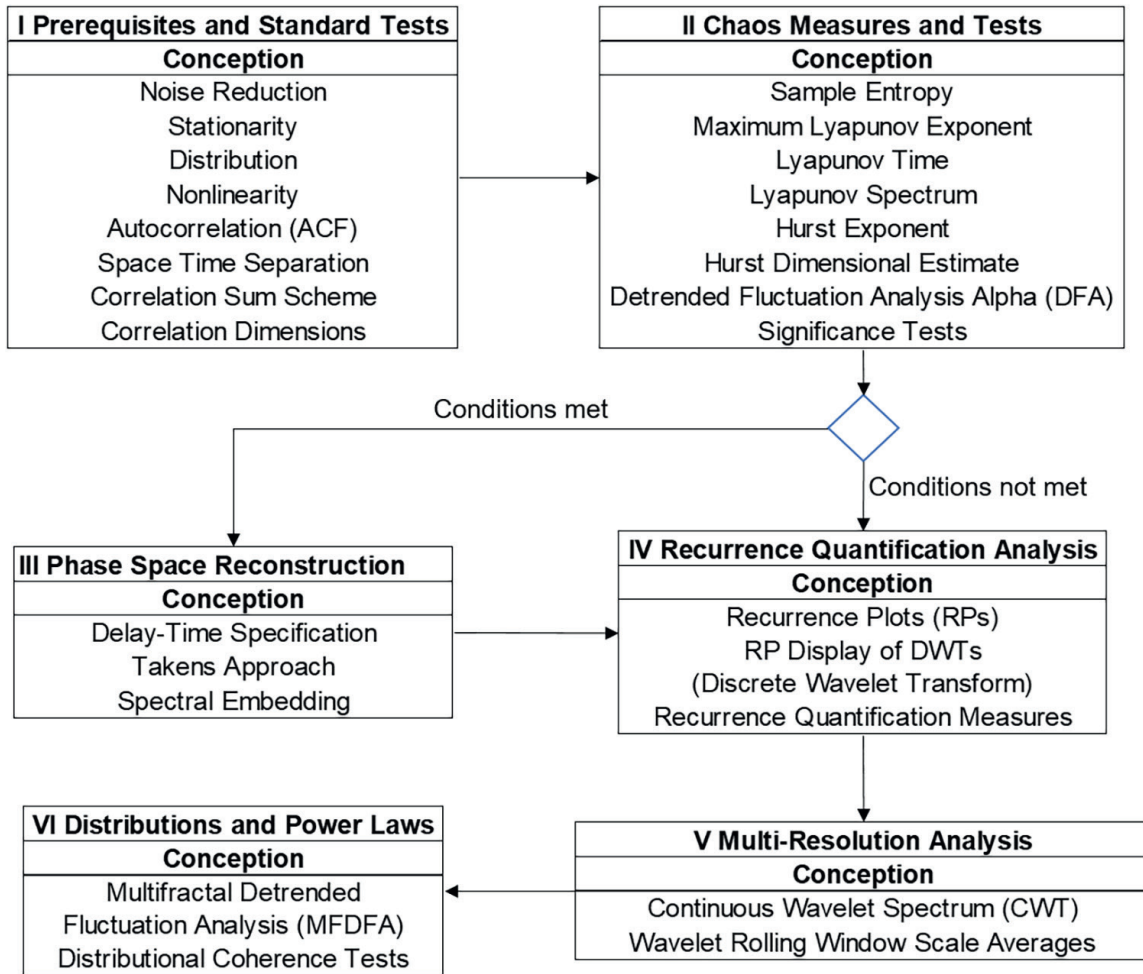 I Prerequisites and Standard Tests
Conception
Noise Reduction
Stationarity
Distribution
Nonlinearity
Autocorrelation (ACF)
Space Time Separation
Correlation Sum Scheme
Correlation Dimensions
II Chaos Measures and Tests
Conception
Sample Entropy
Maximum Lyapunov Exponent
Lyapunov Time
Lyapunov Spectrum
Hurst Exponent
Hurst Dimensional Estimate
Detrended Fluctuation Analysis Alpha (DFA)
Significance Tests
Conditions met
Conditions not met
III Phase Space Reconstruction
Conception
Delay-Time Specification
Takens Approach
Spectral Embedding
IV Recurrence Quantification Analysis
Conception
Recurrence Plots (RPs)
RP Display of DWTs
(Discrete Wavelet Transform)
Recurrence Quantification Measures
V Multi-Resolution Analysis
Conception
Continuous Wavelet Spectrum (CWT)
Wavelet Rolling Window Scale Averages
VI Distributions and Power Laws
Conception
Multifractal Detrended
Fluctuation Analysis (MFDFA)
Distributional Coherence Tests